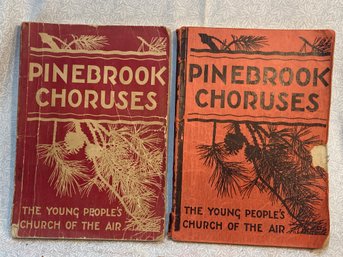 PINEBROOK
CHORUSES
THE YOUNG PEOPLE'S
CHURCH OF THE AIR
PINEBROOK
CHORUSES
THE YOUNG PEOPLE'S
CHURCH OF THE AIR